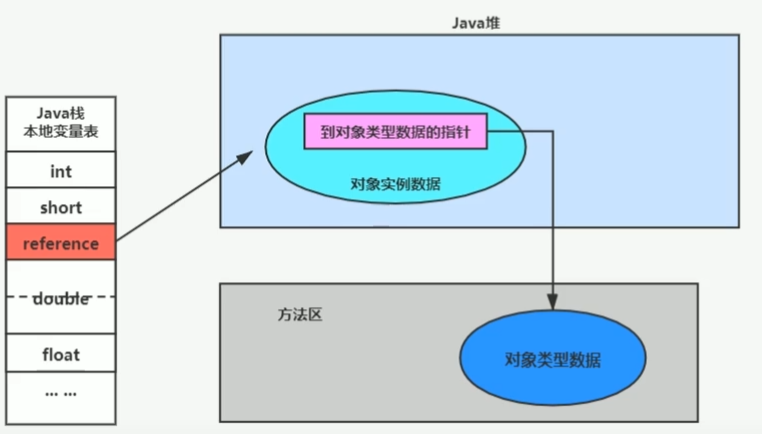 Java堆
Java栈
本地变量表
int
short
reference
double
float
... ...
到对象类型数据的指针
对象实例数据
方法区
对象类型数据